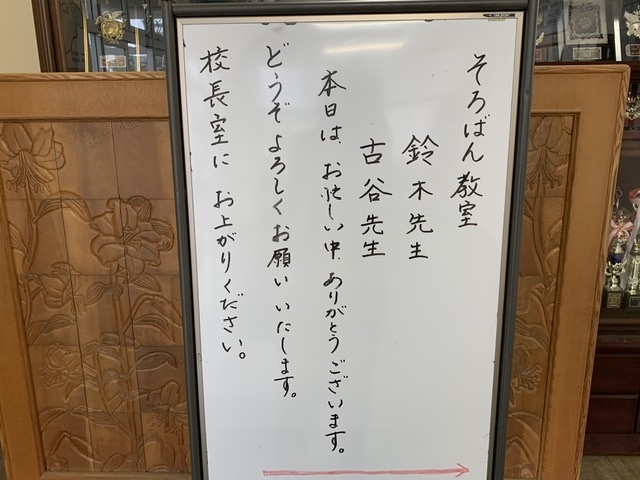 そろばん教室
鈴木先生
古谷先生
本日は、お忙しい中、ありがとうございます。
どうぞよろしくお願いいたします。
校長室にお上がりください。